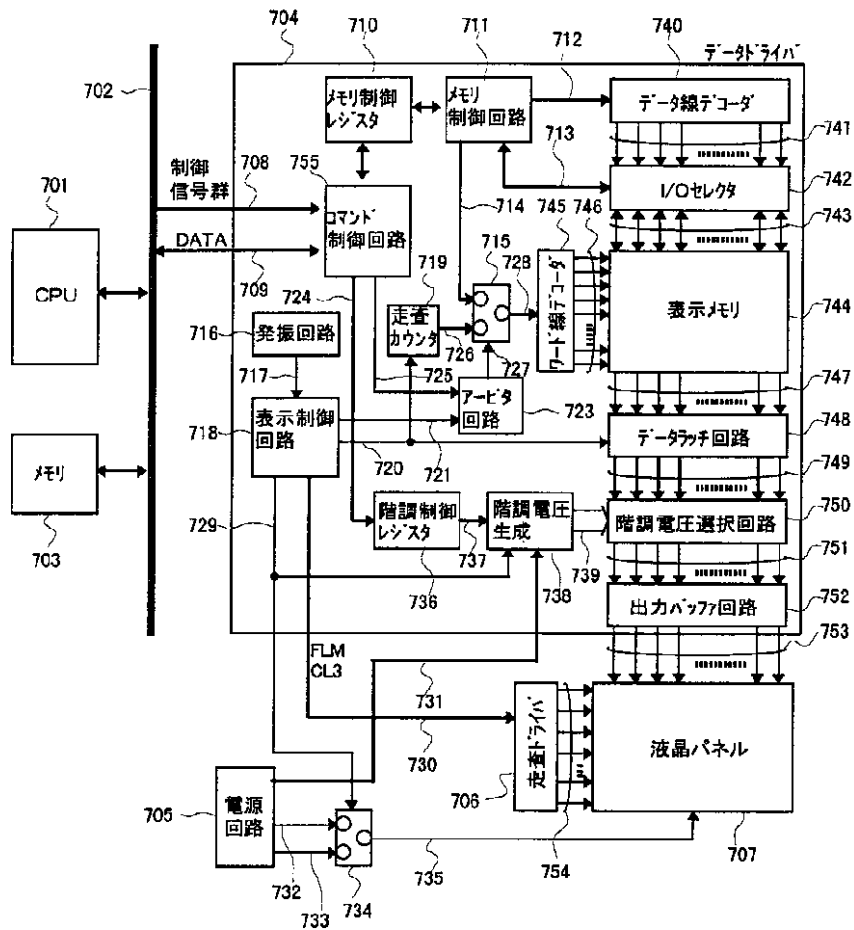 704
710
711
712
740
データドライバ
702
メモリ制御
レジスタ
メモリ
制御回路
データ線デコーダ
741
713
制御
信号群
708
755
I/Oセレクタ
742
701
コマンド
制御回路
714
745
746
743
DATA
709
715
728
CPU
724
719
ワード線デコーダ
表示メモリ
744
716
発振回路
走査
カウンタ
726
727
717
725
アービタ
回路
723
747
718
表示制御
回路
721
720
データラッチ回路
748
メモリ
749
729
階調制御
レジスタ
737
階調電圧
生成
739
階調電圧選択回路
750
703
736
738
751
出力バッファ回路
752
753
FLM
CL3
731
730
走査ドライバ
706
液晶パネル
705
電源
回路
732
733
734
735
754
707